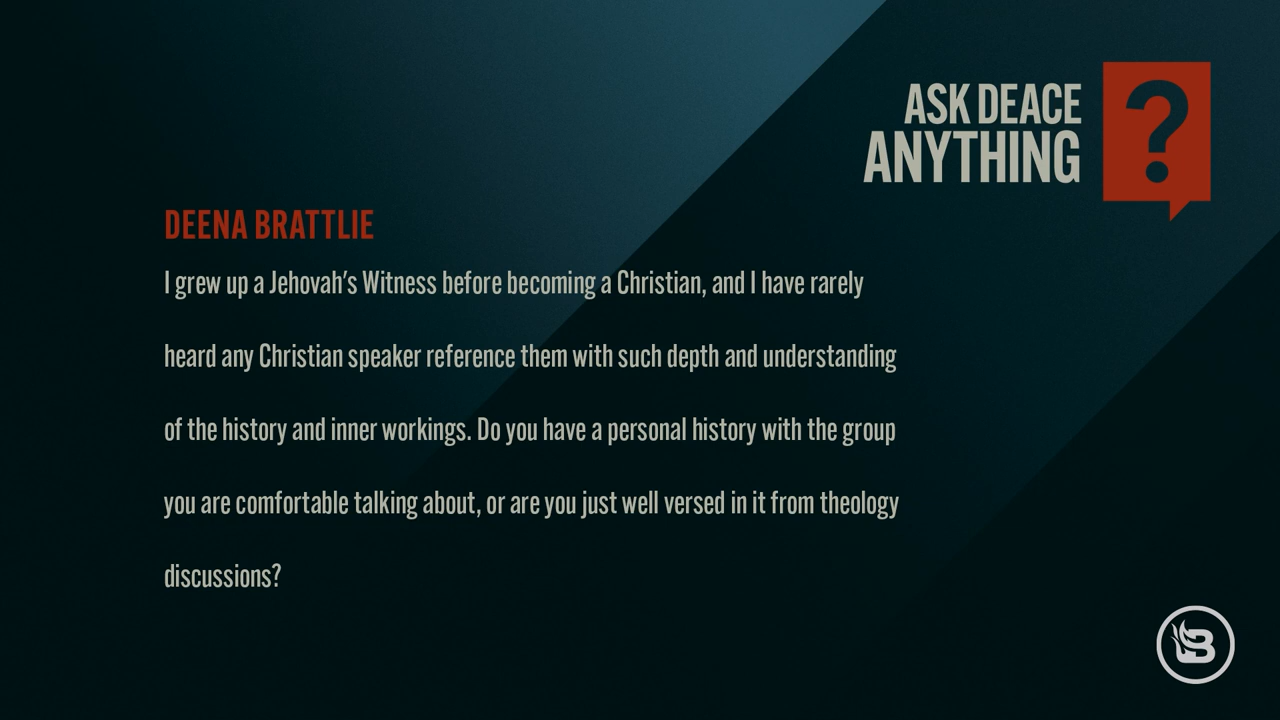 ASK DEACE
ANYTHING
?
DEENA BRATTLIE
I grew up a Jehovah's Witness before becoming a Christian, and I have rarely
heard any Christian speaker reference them with such depth and understanding
of the history and inner workings. Do you have a personal history with the group
you are comfortable talking about, or are you just well versed in it from theology
discussions?
B